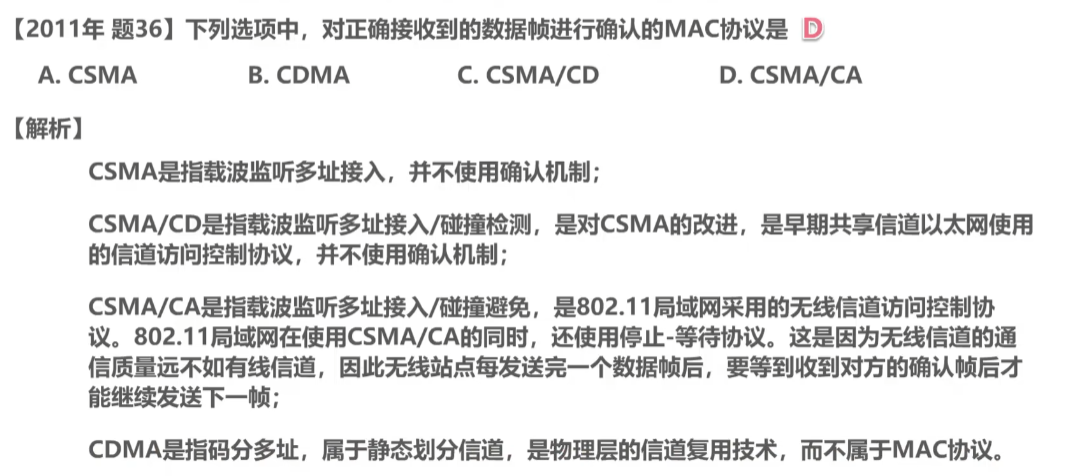 【2011年 题36】下列选项中，对正确接收到的数据帧进行确认的MAC协议是 D
A. CSMA B. CDMA C. CSMA/CD D. CSMA/CA
【解析】
CSMA是指载波监听多址接入，并不使用确认机制；
CSMA/CD是指载波监听多址接入/碰撞检测，是对CSMA的改进，是早期共享信道以太网使用
的信道访问控制协议，并不使用确认机制；
CSMA/CA是指载波监听多址接入/碰撞避免，是802.11局域网采用的无线信道访问控制协
议。802.11局域网在使用CSMA/CA的同时，还使用停止-等待协议。这是因为无线信道的通
信质量远不如有线信道，因此无线站点每发送完一个数据帧后，要等到收到对方的确认帧后才
能继续发送下一帧；
CDMA是指码分多址，属于静态划分信道，是物理层的信道复用技术，而不属于MAC协议。